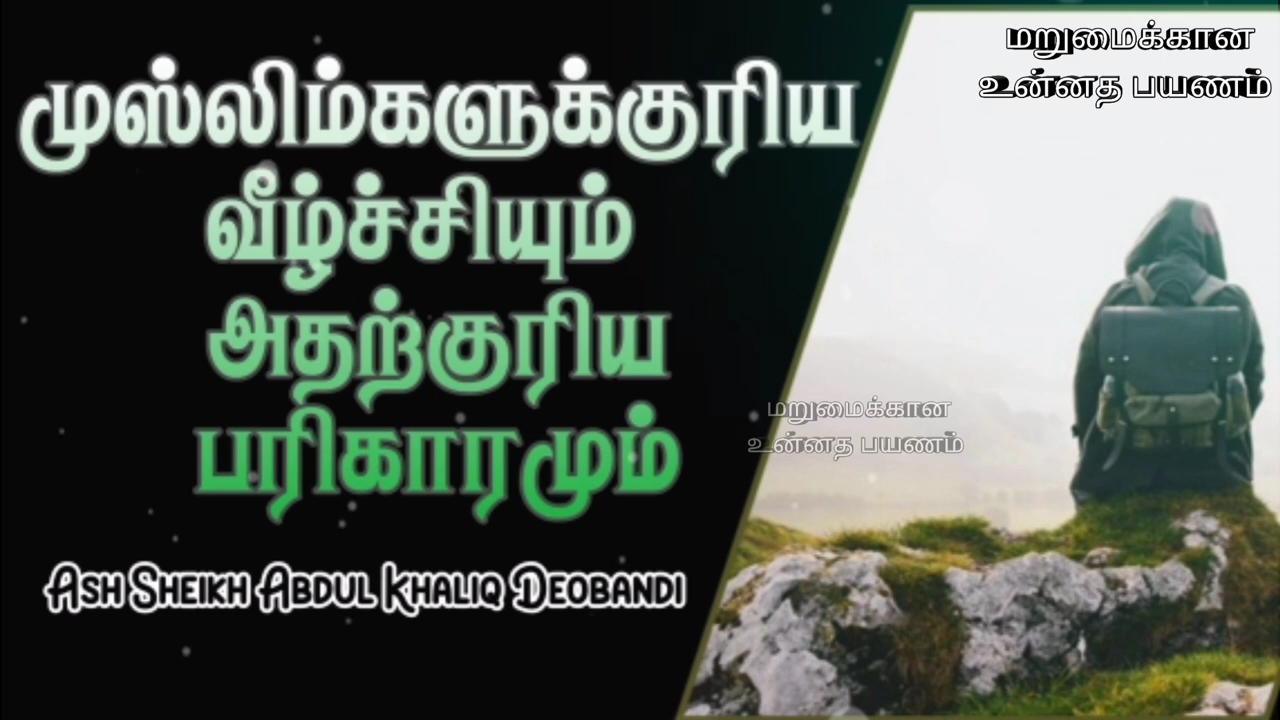 முஸ்லிம்களுக்குரிய
வீழ்ச்சியும்
அதற்குரிய
பரிகாரமும்
ASH SHEIKH ABDUL KHALIQ DEOBANDI
மறுமைக்கான
உன்னத பயணம்
மறுமைக்கான
உன்னத பயணம்